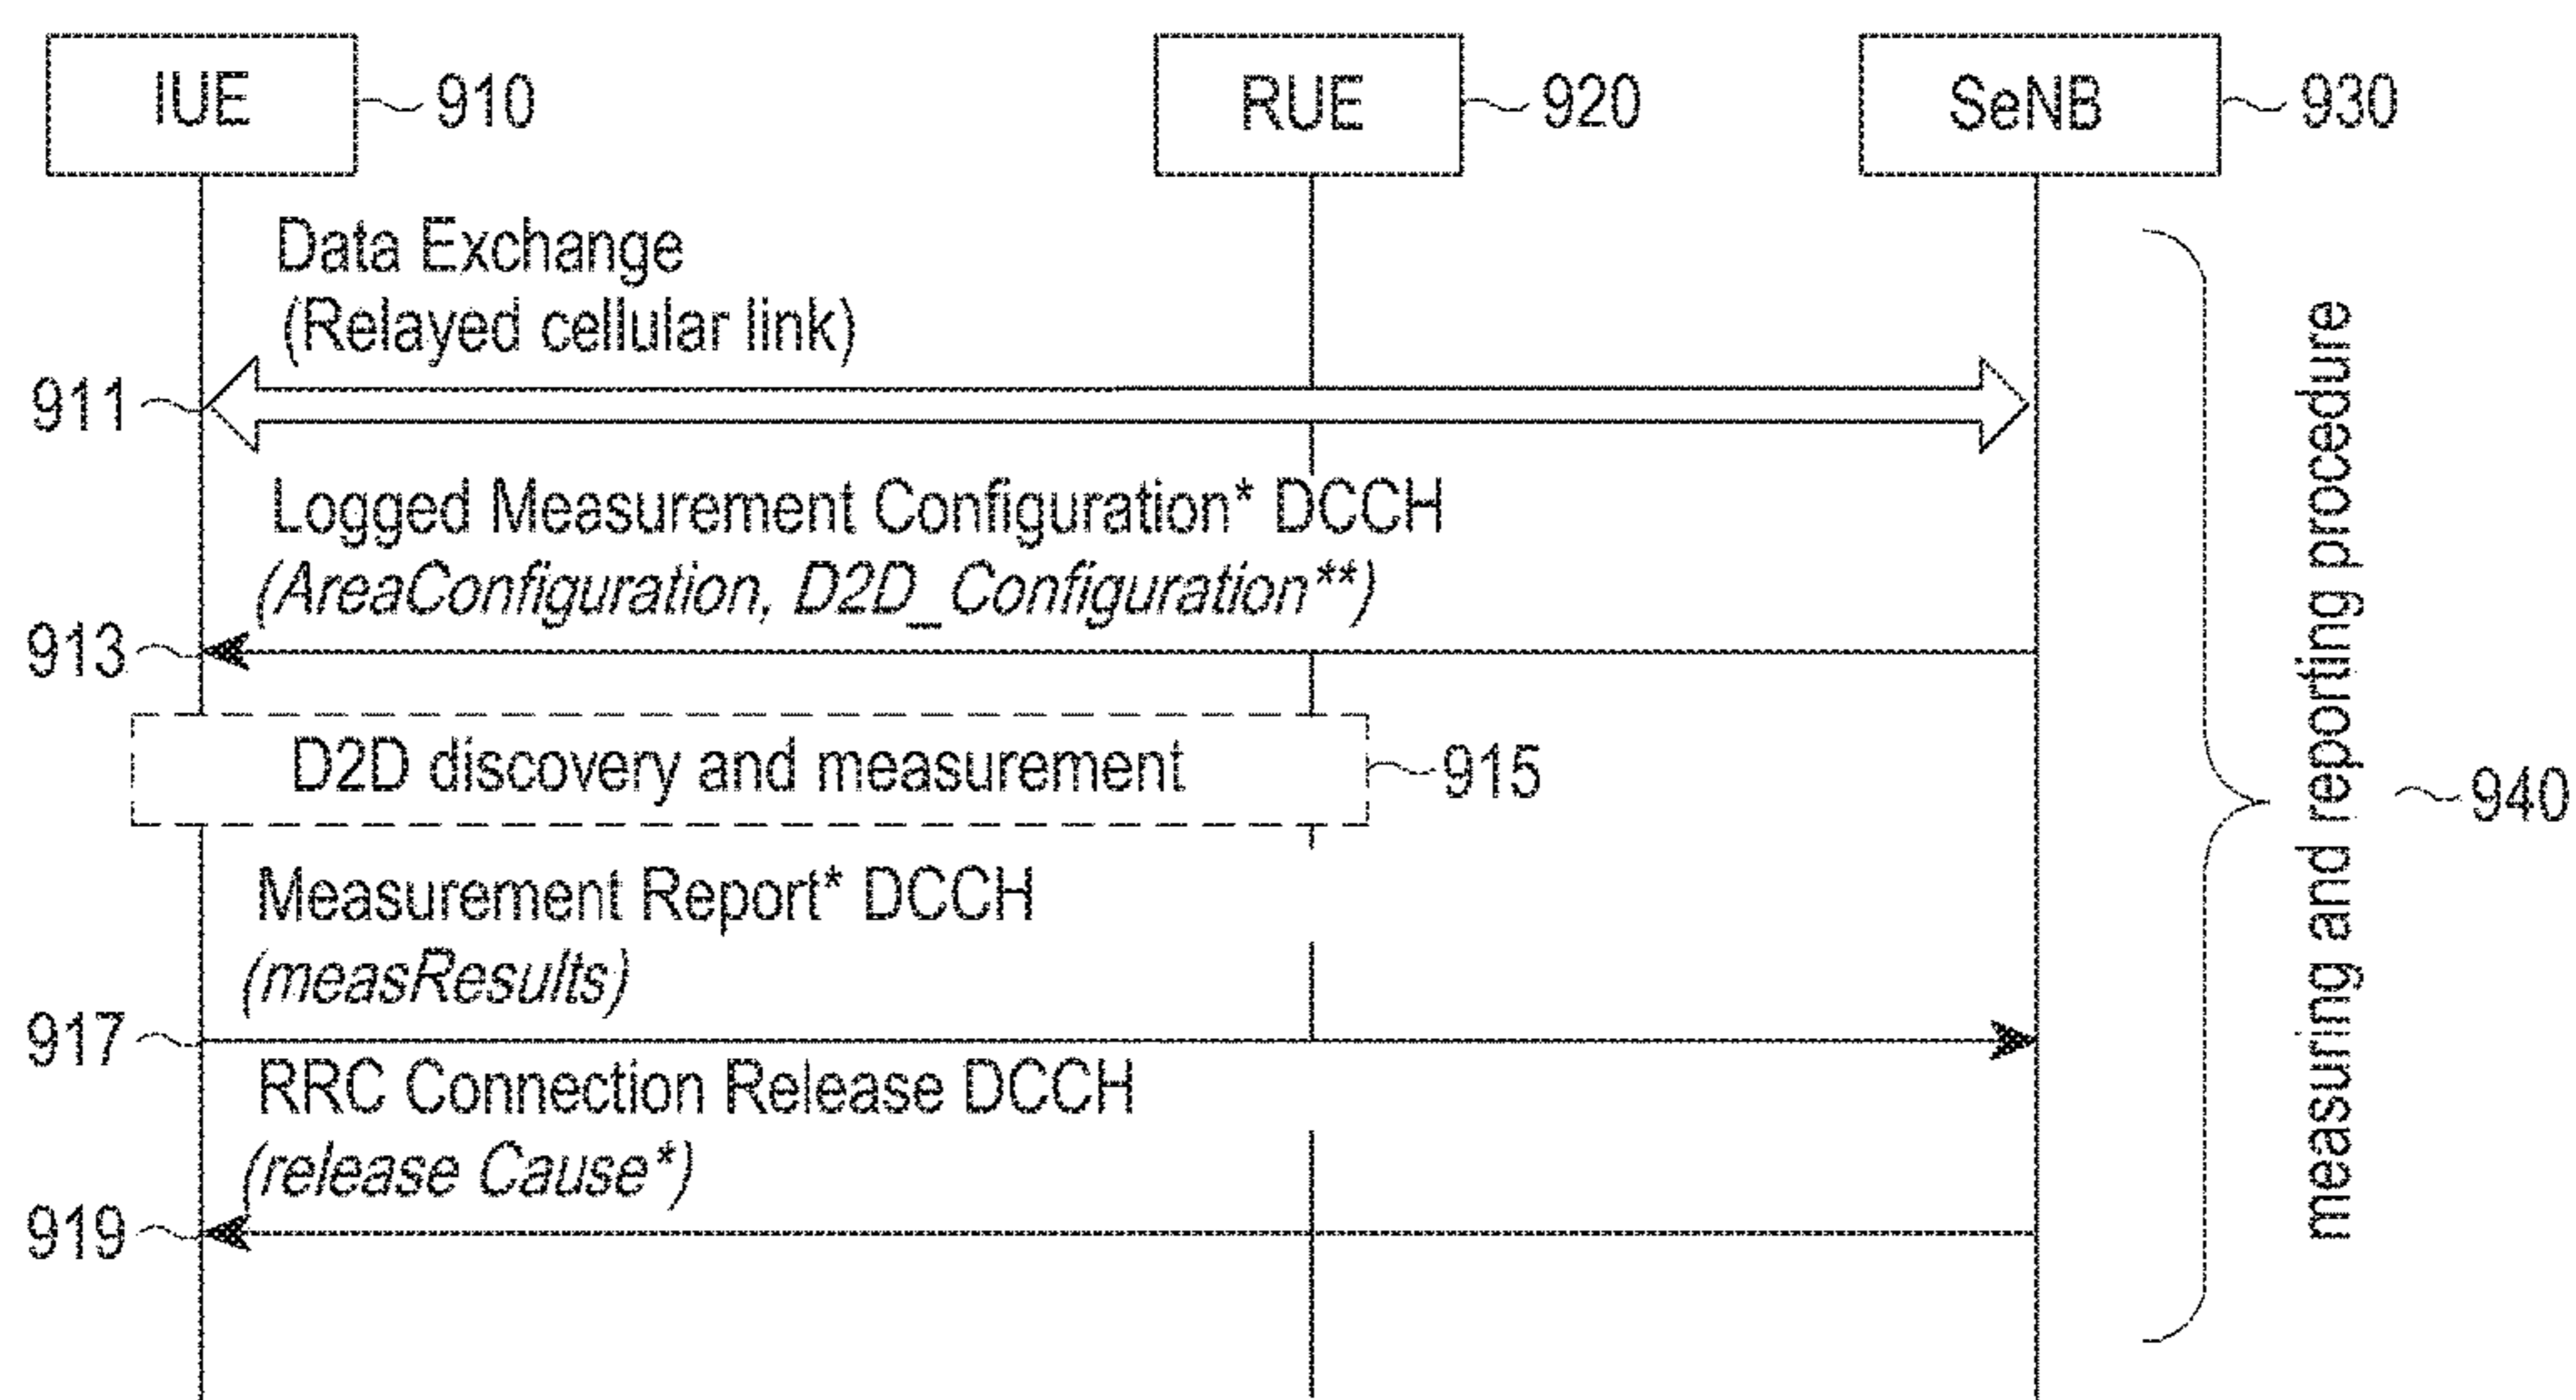 IUE
910
RUE
920
SeNB
930
Data Exchange
(Relayed cellular link)
911
Logged Measurement Configuration* DCCH
(AreaConfiguration, D2D_Configuration**)
913
D2D discovery and measurement
915
Measurement Report* DCCH
(measResults)
917
RRC Connection Release DCCH
(release Cause*)
919
measuring and reporting procedure
940